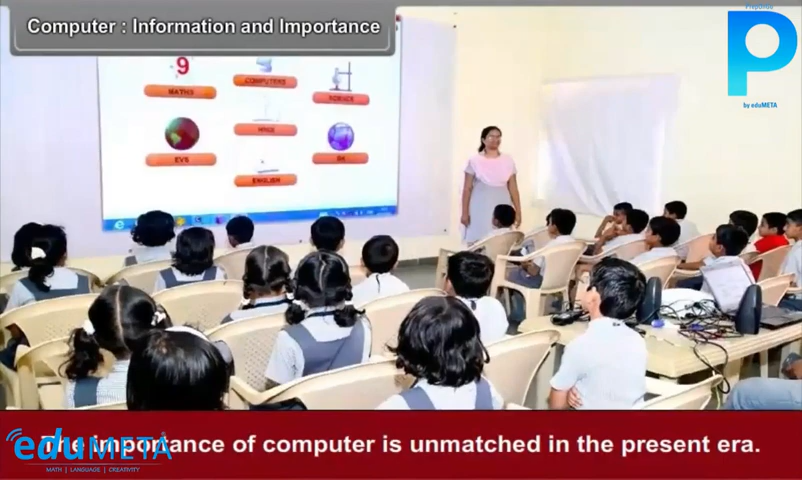 Computer : Information and Importance
Preponde
P
by eduMETA
9
MATHS
COMPUTERS
SCIENCE
EVS
GK
ENGLISH
The importance of computer is unmatched in the present era.
eduMETA
MATH | LANGUAGE | CREATIVITY